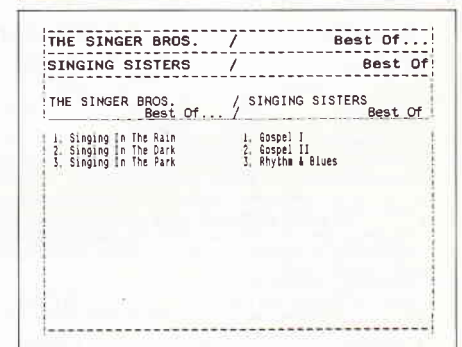 THE SINGER BROS. / Best Of...
SINGING SISTERS / Best Of
THE SINGER BROS. / SINGING SISTERS
Best Of... / Best Of
1. Singing In The Rain 1. Gospel I
2. Singing In The Dark 2. Gospel II
3. Singing In The Park 3. Rhythm & Blues